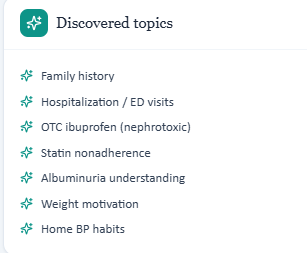 Discovered topics
Family history
Hospitalization / ED visits
OTC ibuprofen (nephrotoxic)
Statin nonadherence
Albuminuria understanding
Weight motivation
Home BP habits